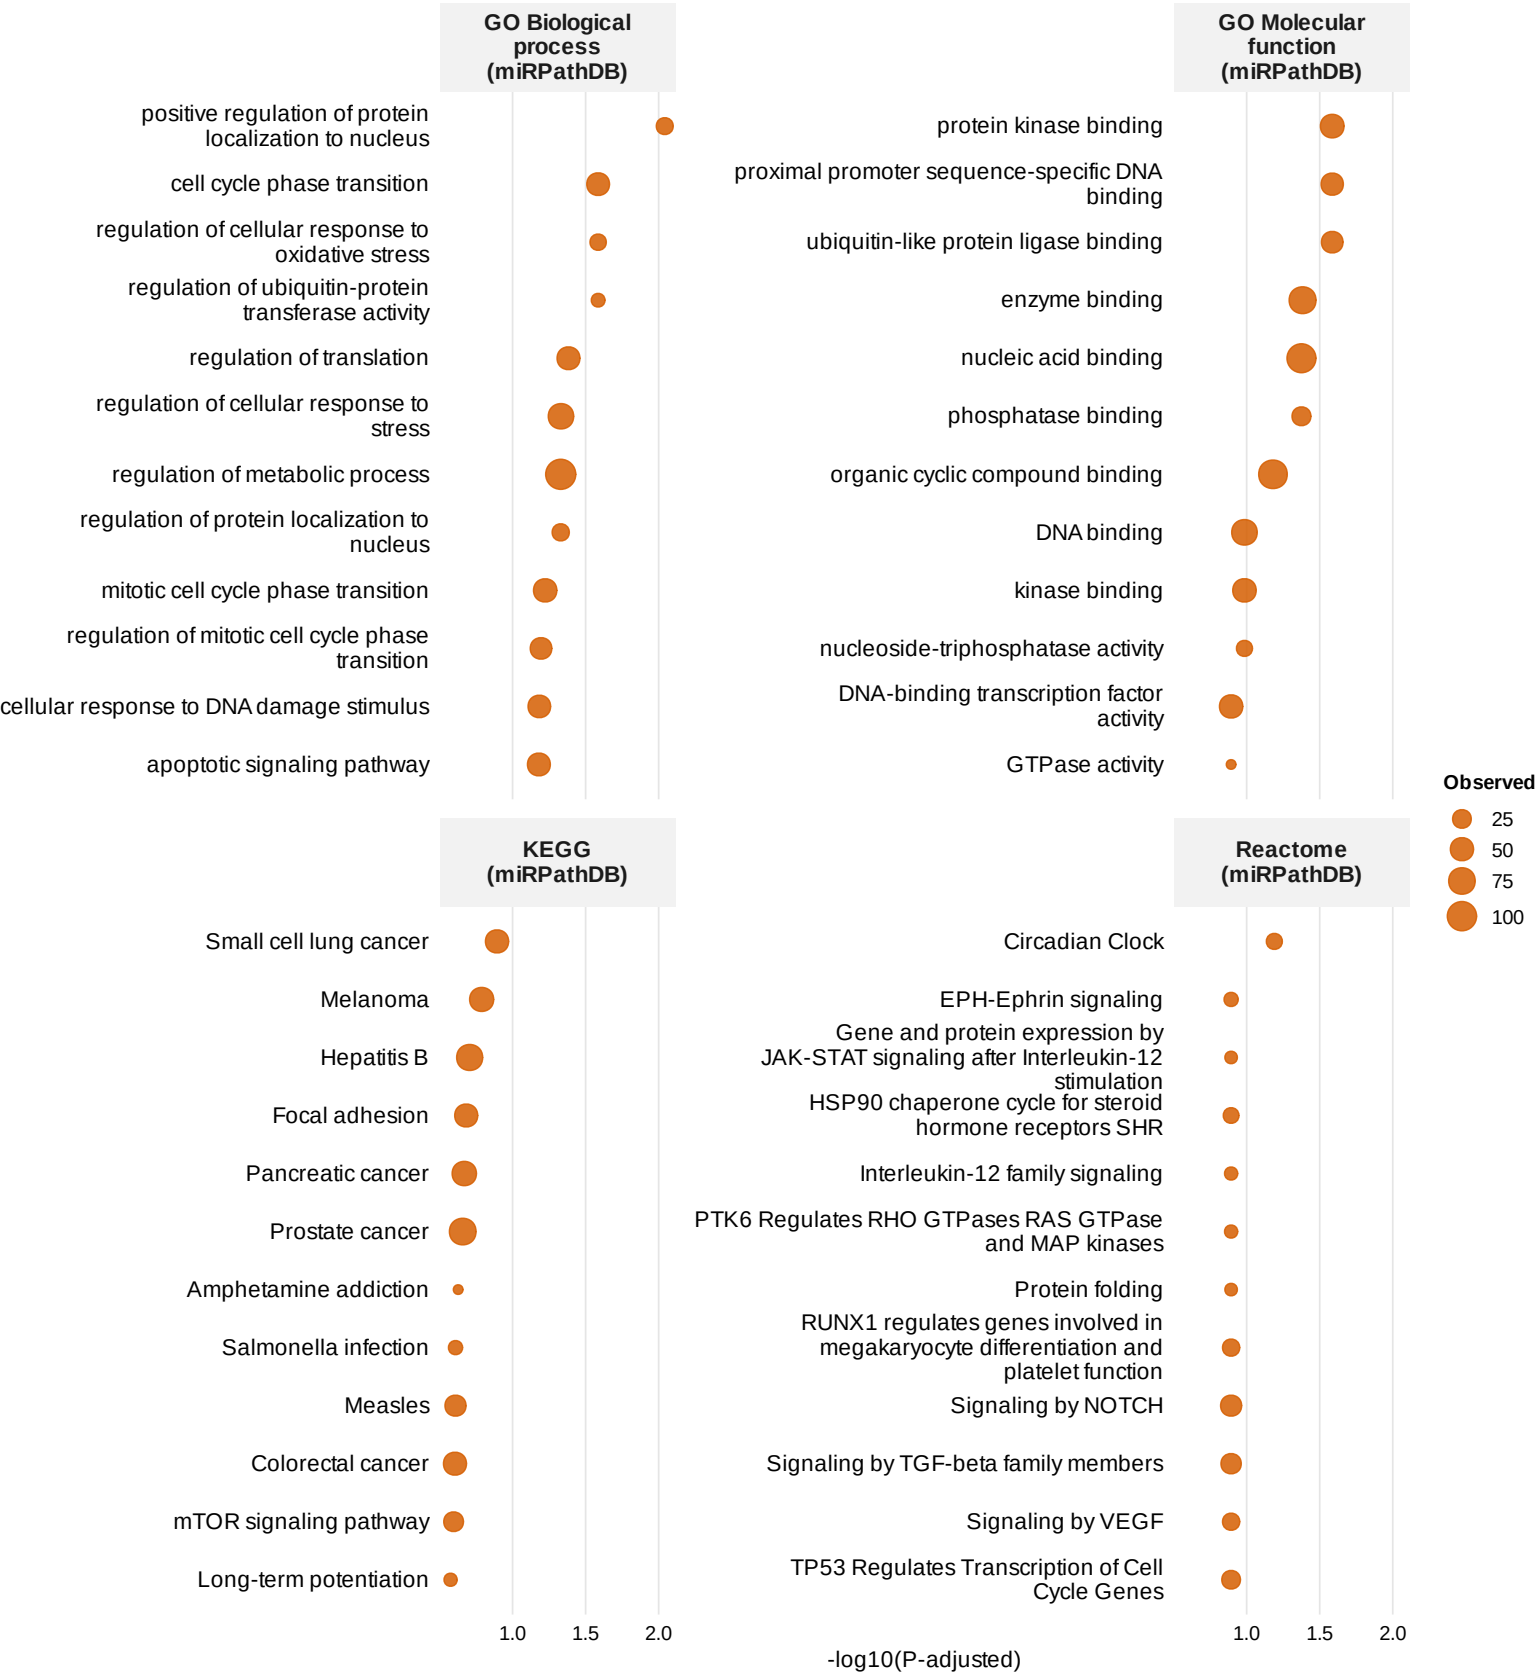 GO Biological
process
(miRPathDB)
positive regulation of protein
localization to nucleus
cell cycle phase transition
regulation of cellular response to
oxidative stress
regulation of ubiquitin-protein
transferase activity
regulation of translation
regulation of cellular response to
stress
regulation of metabolic process
regulation of protein localization to
nucleus
mitotic cell cycle phase transition
regulation of mitotic cell cycle phase
transition
cellular response to DNA damage stimulus
apoptotic signaling pathway
GO Molecular
function
(miRPathDB)
protein kinase binding
proximal promoter sequence-specific DNA
binding
ubiquitin-like protein ligase binding
enzyme binding
nucleic acid binding
phosphatase binding
organic cyclic compound binding
DNA binding
kinase binding
nucleoside-triphosphatase activity
DNA-binding transcription factor
activity
GTPase activity
KEGG
(miRPathDB)
Small cell lung cancer
Melanoma
Hepatitis B
Focal adhesion
Pancreatic cancer
Prostate cancer
Amphetamine addiction
Salmonella infection
Measles
Colorectal cancer
mTOR signaling pathway
Long-term potentiation
1.0 1.5 2.0
Reactome
(miRPathDB)
Circadian Clock
EPH-Ephrin signaling
Gene and protein expression by
JAK-STAT signaling after Interleukin-12
stimulation
HSP90 chaperone cycle for steroid
hormone receptors SHR
Interleukin-12 family signaling
PTK6 Regulates RHO GTPases RAS GTPase
and MAP kinases
Protein folding
RUNX1 regulates genes involved in
megakaryocyte differentiation and
platelet function
Signaling by NOTCH
Signaling by TGF-beta family members
Signaling by VEGF
TP53 Regulates Transcription of Cell
Cycle Genes
1.0 1.5 2.0
-log10(P-adjusted)
Observed
25
50
75
100